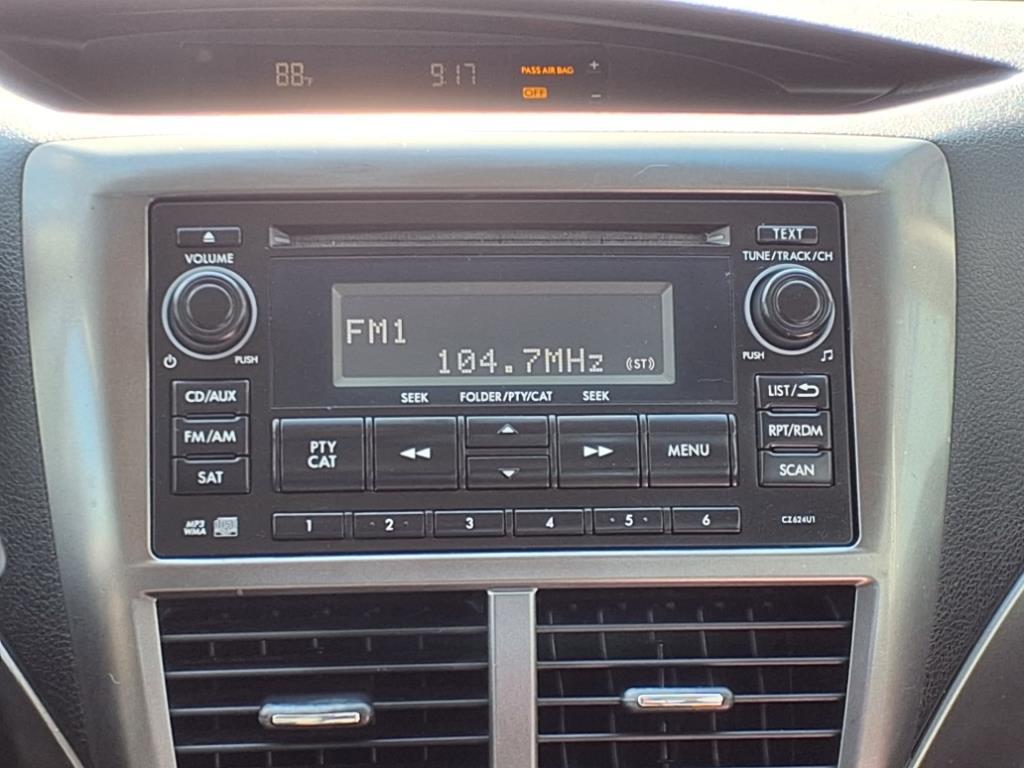 88°F 9:17 PASS AIR BAG +
OFF −
TEXT
VOLUME TUNE/TRACK/CH
FM1
104.7MHz ((ST))
PUSH PUSH
SEEK FOLDER/PTY/CAT SEEK
CD/AUX LIST/
FM/AM PTY CAT MENU RPT/RDM
SAT SCAN
MP3 WMA 1 2 3 4 5 6 CZ624U1